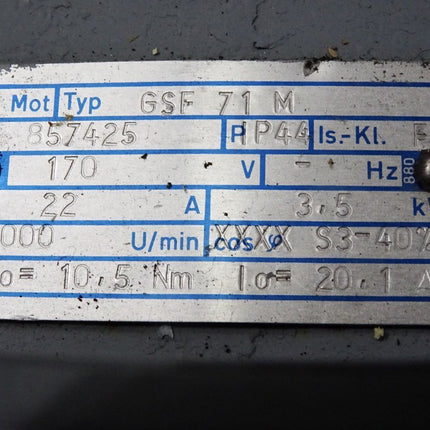 Mot Typ GSF 71 M
857425 IP44 Is.-Kl. F
170 V - Hz 880
22 A 3,5 k
000 U/min cos φ XXXX S3-40%
o= 10,5 Nm Io= 20,1 A